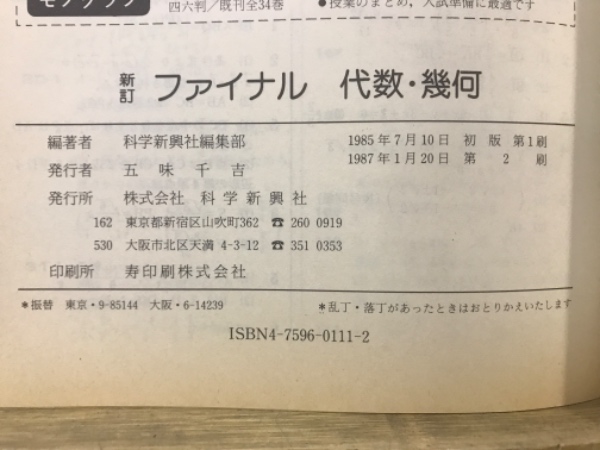 モノグラフ
四六判／既刊全34巻
●授業のまとめ，入試準備に最適です
新訂 ファイナル 代数・幾何
編著者 科学新興社編集部
1985年7月10日 初版 第1刷
発行者 五味千吉
1987年1月20日 第2刷
発行所 株式会社 科学新興社
162 東京都新宿区山吹町362 ☎ 260 0919
530 大阪市北区天満 4-3-12 ☎ 351 0353
印刷所 寿印刷株式会社
＊振替 東京・9-85144 大阪・6-14239
＊乱丁・落丁があったときはおとりかえいたします
ISBN4-7596-0111-2